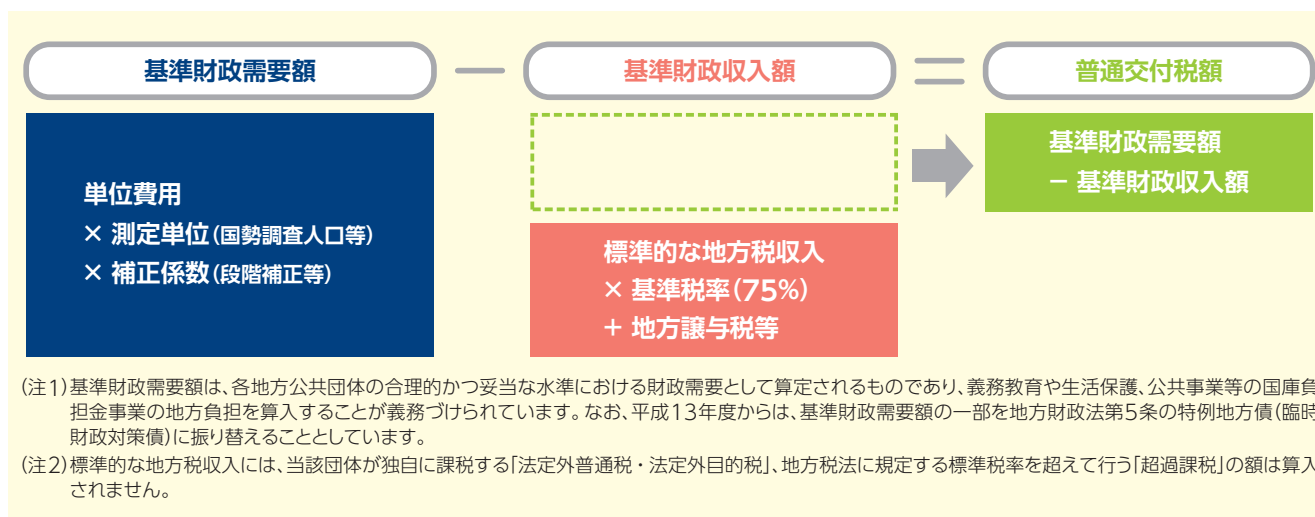 基準財政需要額 － 基準財政収入額 ＝ 普通交付税額
単位費用
× 測定単位(国勢調査人口等)
× 補正係数(段階補正等)
標準的な地方税収入
× 基準税率(75%)
＋ 地方譲与税等
基準財政需要額
－ 基準財政収入額
(注1)基準財政需要額は、各地方公共団体の合理的かつ妥当な水準における財政需要として算定されるものであり、義務教育や生活保護、公共事業等の国庫負
担金事業の地方負担を算入することが義務づけられています。なお、平成13年度からは、基準財政需要額の一部を地方財政法第5条の特例地方債(臨時
財政対策債)に振り替えることとしています。
(注2)標準的な地方税収入には、当該団体が独自に課税する「法定外普通税・法定外目的税」、地方税法に規定する標準税率を超えて行う「超過課税」の額は算入
されません。